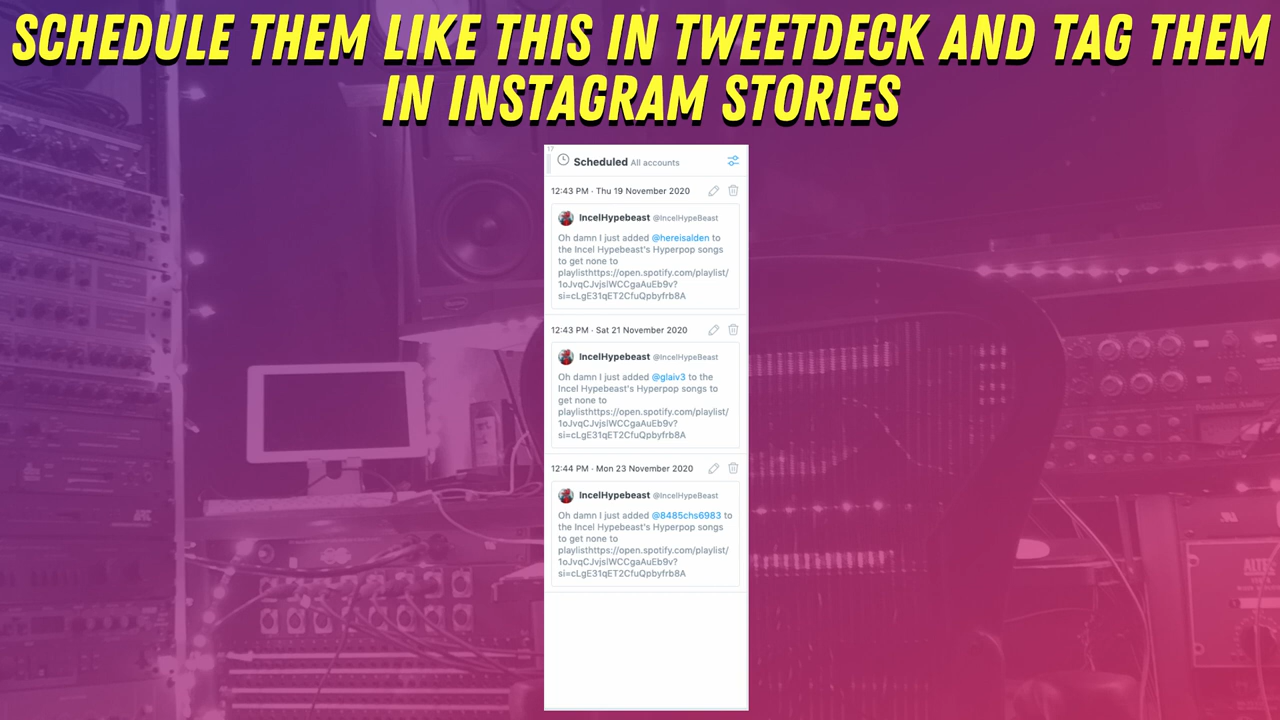 SCHEDULE THEM LIKE THIS IN TWEETDECK AND TAG THEM
IN INSTAGRAM STORIES
17
Scheduled All accounts
12:43 PM · Thu 19 November 2020
IncelHypebeast @IncelHypeBeast
Oh damn I just added @hereisalden to
the Incel Hypebeast's Hyperpop songs
to get none to
playlisthttps://open.spotify.com/playlist/
1oJvqCJvjslWCCgaAuEb9v?
si=cLgE31qET2CfuQpbyfrb8A
12:43 PM · Sat 21 November 2020
IncelHypebeast @IncelHypeBeast
Oh damn I just added @glaiv3 to the
Incel Hypebeast's Hyperpop songs to
get none to
playlisthttps://open.spotify.com/playlist/
1oJvqCJvjslWCCgaAuEb9v?
si=cLgE31qET2CfuQpbyfrb8A
12:44 PM · Mon 23 November 2020
IncelHypebeast @IncelHypeBeast
Oh damn I just added @8485chs6983 to
the Incel Hypebeast's Hyperpop songs
to get none to
playlisthttps://open.spotify.com/playlist/
1oJvqCJvjslWCCgaAuEb9v?
si=cLgE31qET2CfuQpbyfrb8A